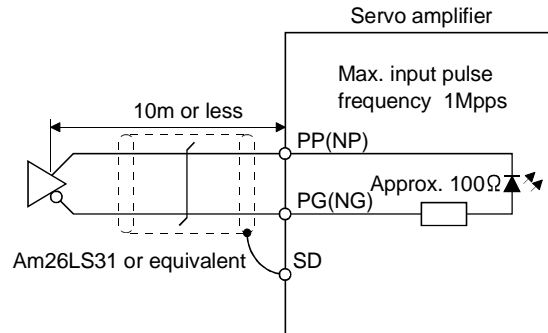 Servo amplifier
Max. input pulse
frequency 1Mpps
10m or less
PP(NP)
Approx. 100Ω
PG(NG)
Am26LS31 or equivalent
SD